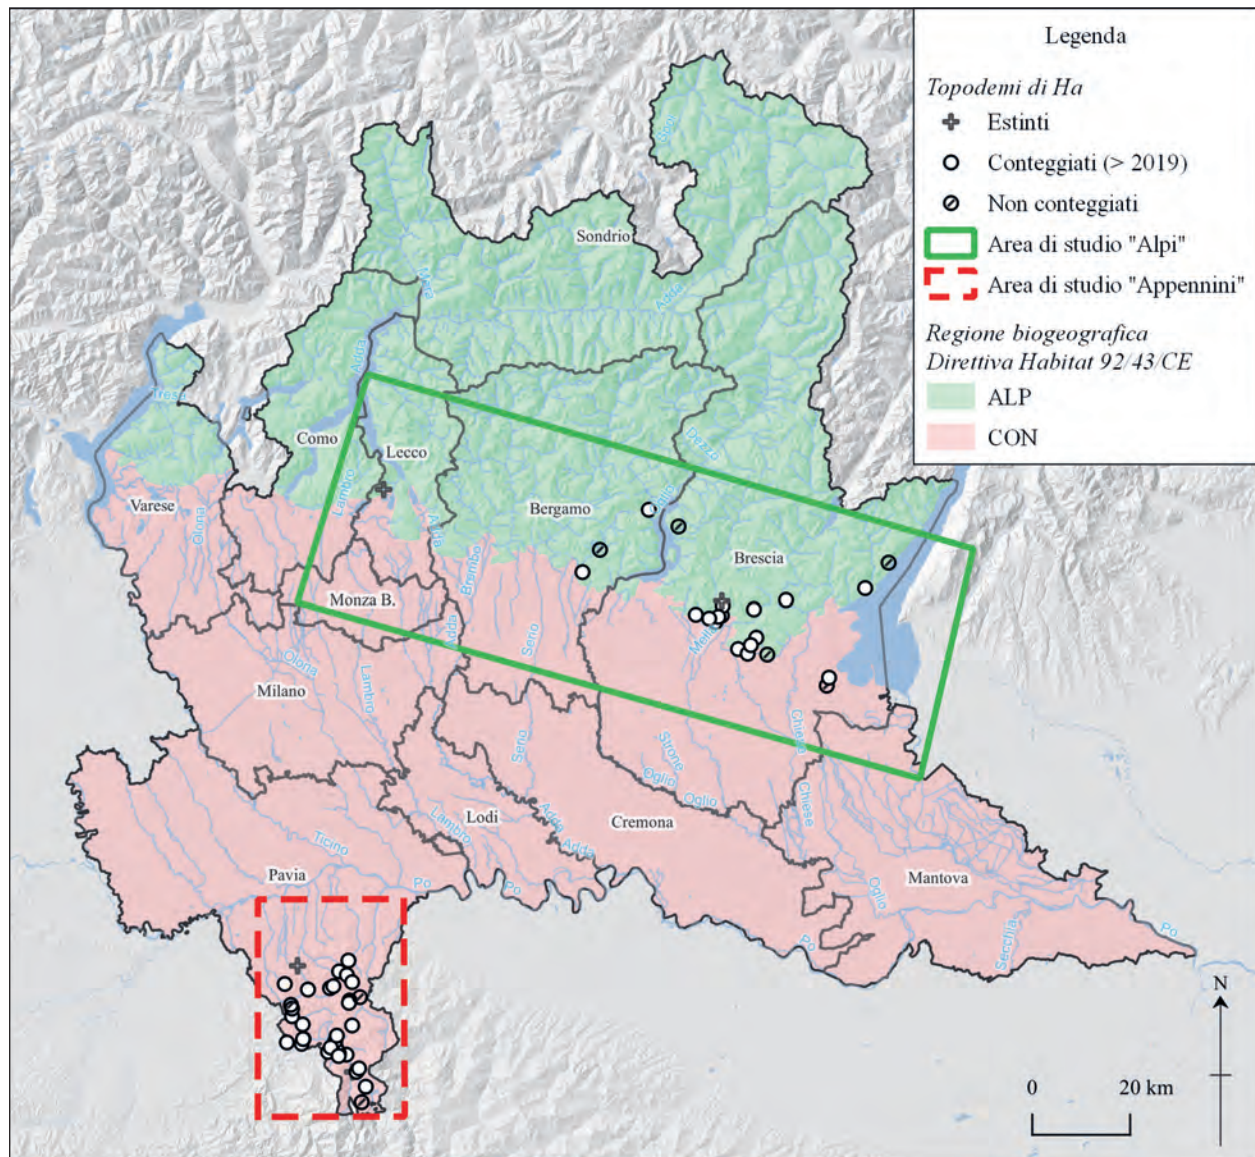 Legenda
Topodemi di Ha
Estinti
Conteggiati (> 2019)
Non conteggiati
Area di studio "Alpi"
Area di studio "Appennini"
Regione biogeografica
Direttiva Habitat 92/43/CE
ALP
CON
Spöl
Sondrio
Mera
Adda
Adda
Tresa
Como
Lecco
Dezzo
Lambro
Varese
Olona
Bergamo
Oglio
Adda
Brembo
Brescia
Monza B.
Mella
Adda
Serio
Olona
Milano
Lambro
Chiese
Strone
Serio
Oglio
Oglio
Chiese
Lambro
Lodi
Adda
Adda
Cremona
Ticino
Pavia
Po
Po
Mantova
Oglio
Po
Secchia
Po
N
0 20 km